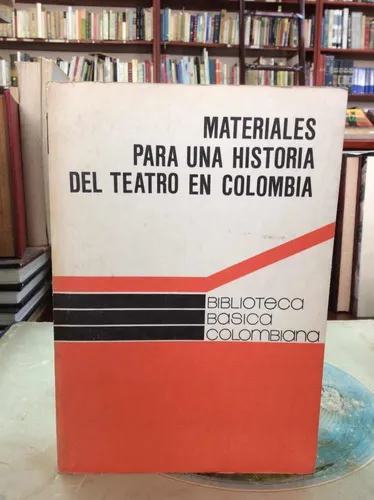 MATERIALES
PARA UNA HISTORIA
DEL TEATRO EN COLOMBIA
BIBLIOTECA
BASICA
COLOMBIANA